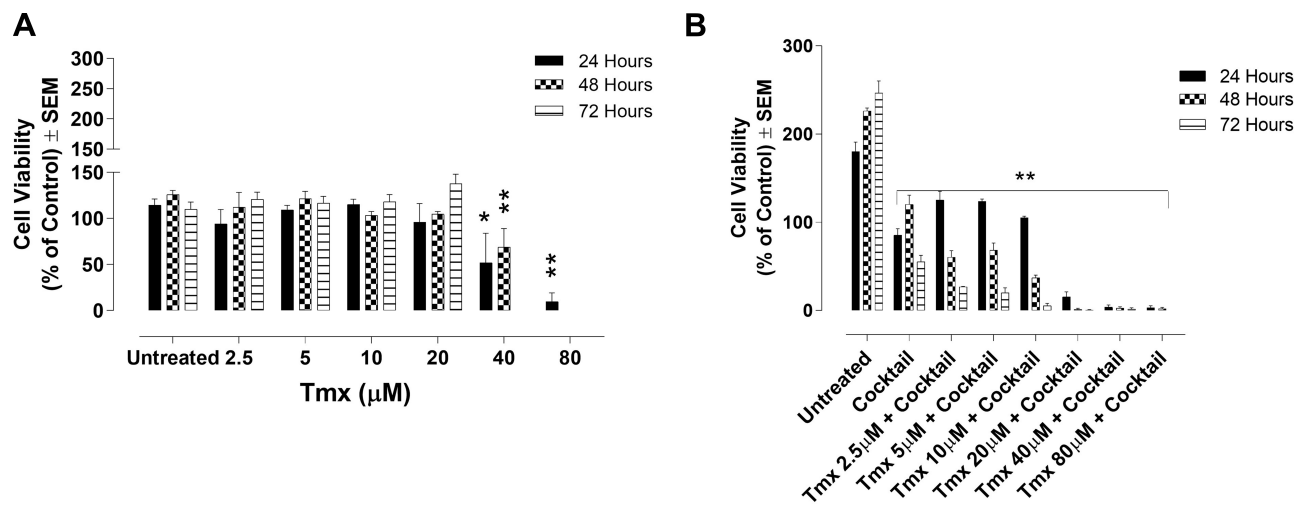 A
Cell Viability
(% of Control) ± SEM
300
250
200
150
150
100
50
0
24 Hours
48 Hours
72 Hours
*
**
**
Untreated 2.5 5 10 20 40 80
Tmx (μM)
B
Cell Viability
(% of Control) ± SEM
300
200
100
0
24 Hours
48 Hours
72 Hours
**
Untreated
Cocktail
Tmx 2.5μM + Cocktail
Tmx 5μM + Cocktail
Tmx 10μM + Cocktail
Tmx 20μM + Cocktail
Tmx 40μM + Cocktail
Tmx 80μM + Cocktail